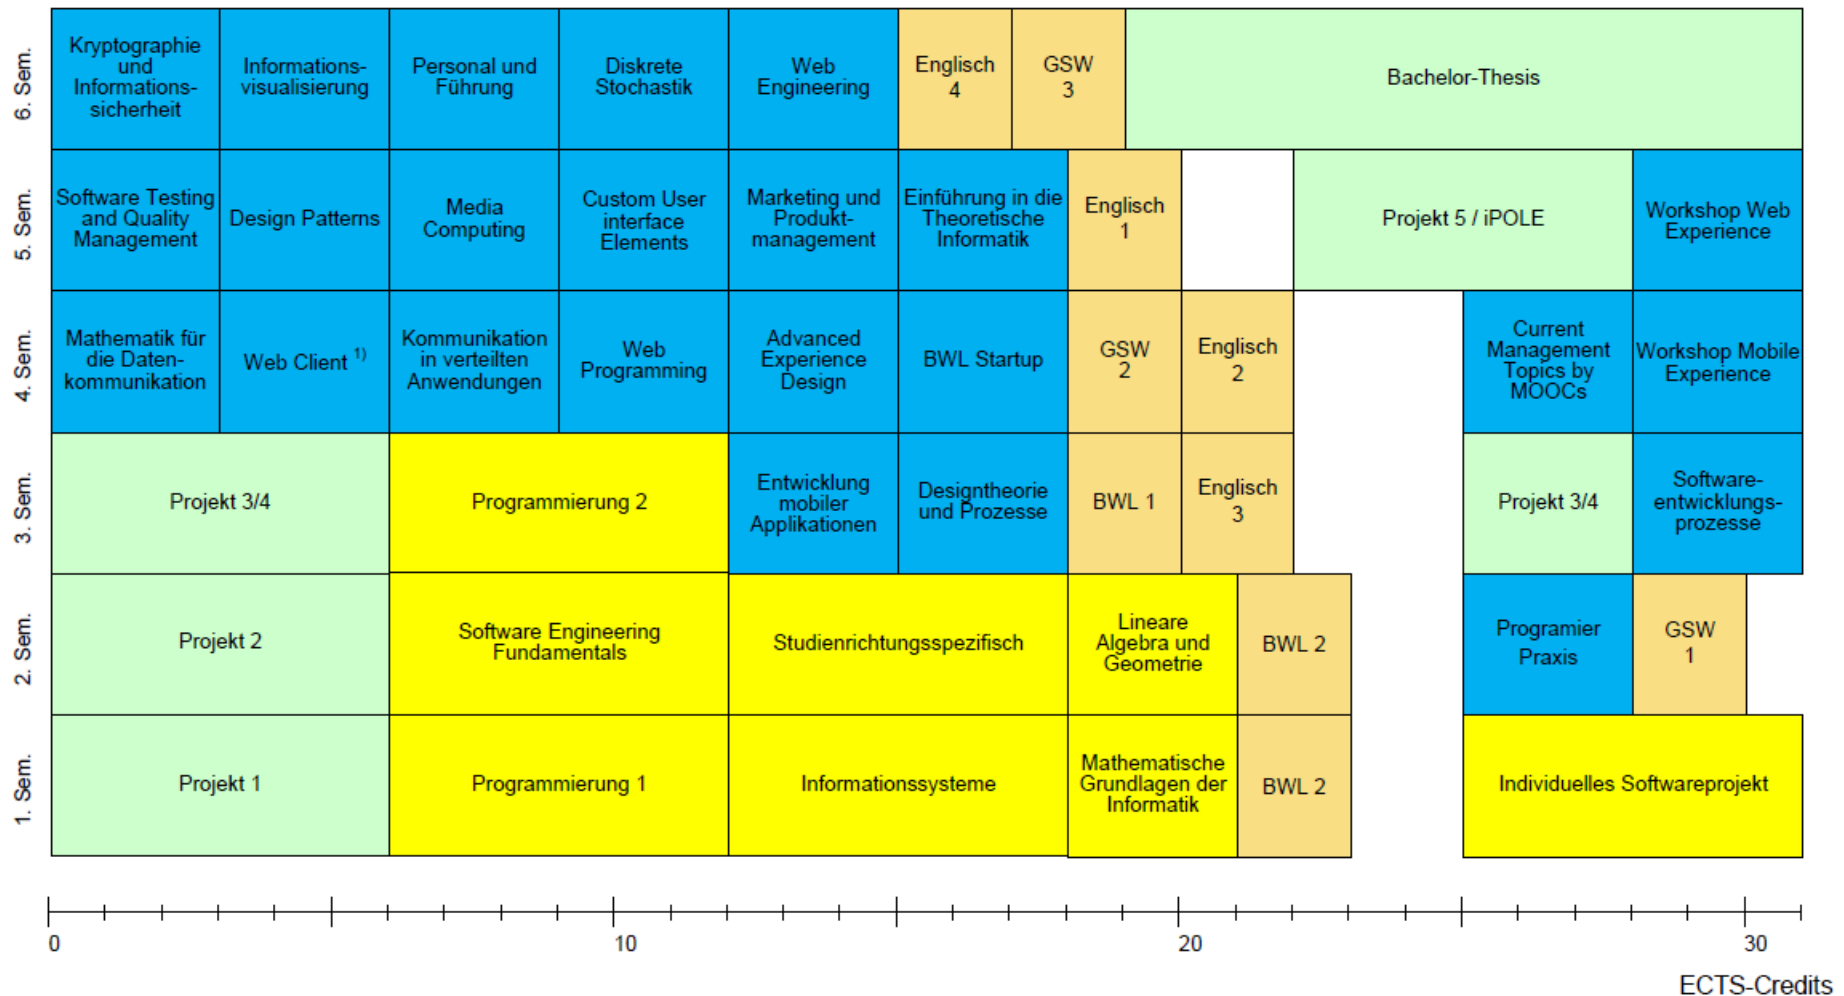 6. Sem.
Kryptographie
und
Informations-
sicherheit
Informations-
visualisierung
Personal und
Führung
Diskrete
Stochastik
Web
Engineering
Englisch
4
GSW
3
Bachelor-Thesis
5. Sem.
Software Testing
and Quality
Management
Design Patterns
Media
Computing
Custom User
interface
Elements
Marketing und
Produkt-
management
Einführung in die
Theoretische
Informatik
Englisch
1
Projekt 5 / iPOLE
Workshop Web
Experience
4. Sem.
Mathematik für
die Daten-
kommunikation
Web Client 1)
Kommunikation
in verteilten
Anwendungen
Web
Programming
Advanced
Experience
Design
BWL Startup
GSW
2
Englisch
2
Current
Management
Topics by
MOOCs
Workshop Mobile
Experience
3. Sem.
Projekt 3/4
Programmierung 2
Entwicklung
mobiler
Applikationen
Designtheorie
und Prozesse
BWL 1
Englisch
3
Projekt 3/4
Software-
entwicklungs-
prozesse
2. Sem.
Projekt 2
Software Engineering
Fundamentals
Studienrichtungsspezifisch
Lineare
Algebra und
Geometrie
BWL 2
Programier
Praxis
GSW
1
1. Sem.
Projekt 1
Programmierung 1
Informationssysteme
Mathematische
Grundlagen der
Informatik
BWL 2
Individuelles Softwareprojekt
0 10 20 30
ECTS-Credits